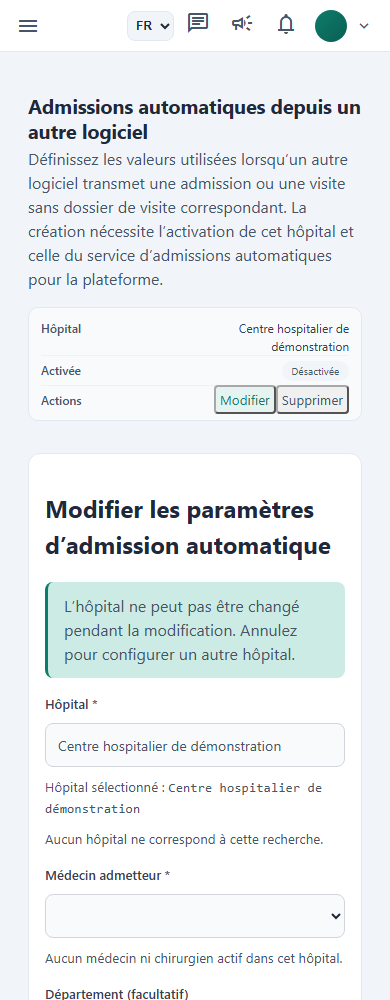 FR
Admissions automatiques depuis un
autre logiciel
Définissez les valeurs utilisées lorsqu’un autre
logiciel transmet une admission ou une visite
sans dossier de visite correspondant. La
création nécessite l’activation de cet hôpital et
celle du service d’admissions automatiques
pour la plateforme.
Hôpital
Centre hospitalier de
démonstration
Activée
Désactivée
Actions
Modifier Supprimer
Modifier les paramètres
d’admission automatique
L’hôpital ne peut pas être changé
pendant la modification. Annulez
pour configurer un autre hôpital.
Hôpital *
Centre hospitalier de démonstration
Hôpital sélectionné : Centre hospitalier de
démonstration
Aucun hôpital ne correspond à cette recherche.
Médecin admetteur *
Aucun médecin ni chirurgien actif dans cet hôpital.
Département (facultatif)